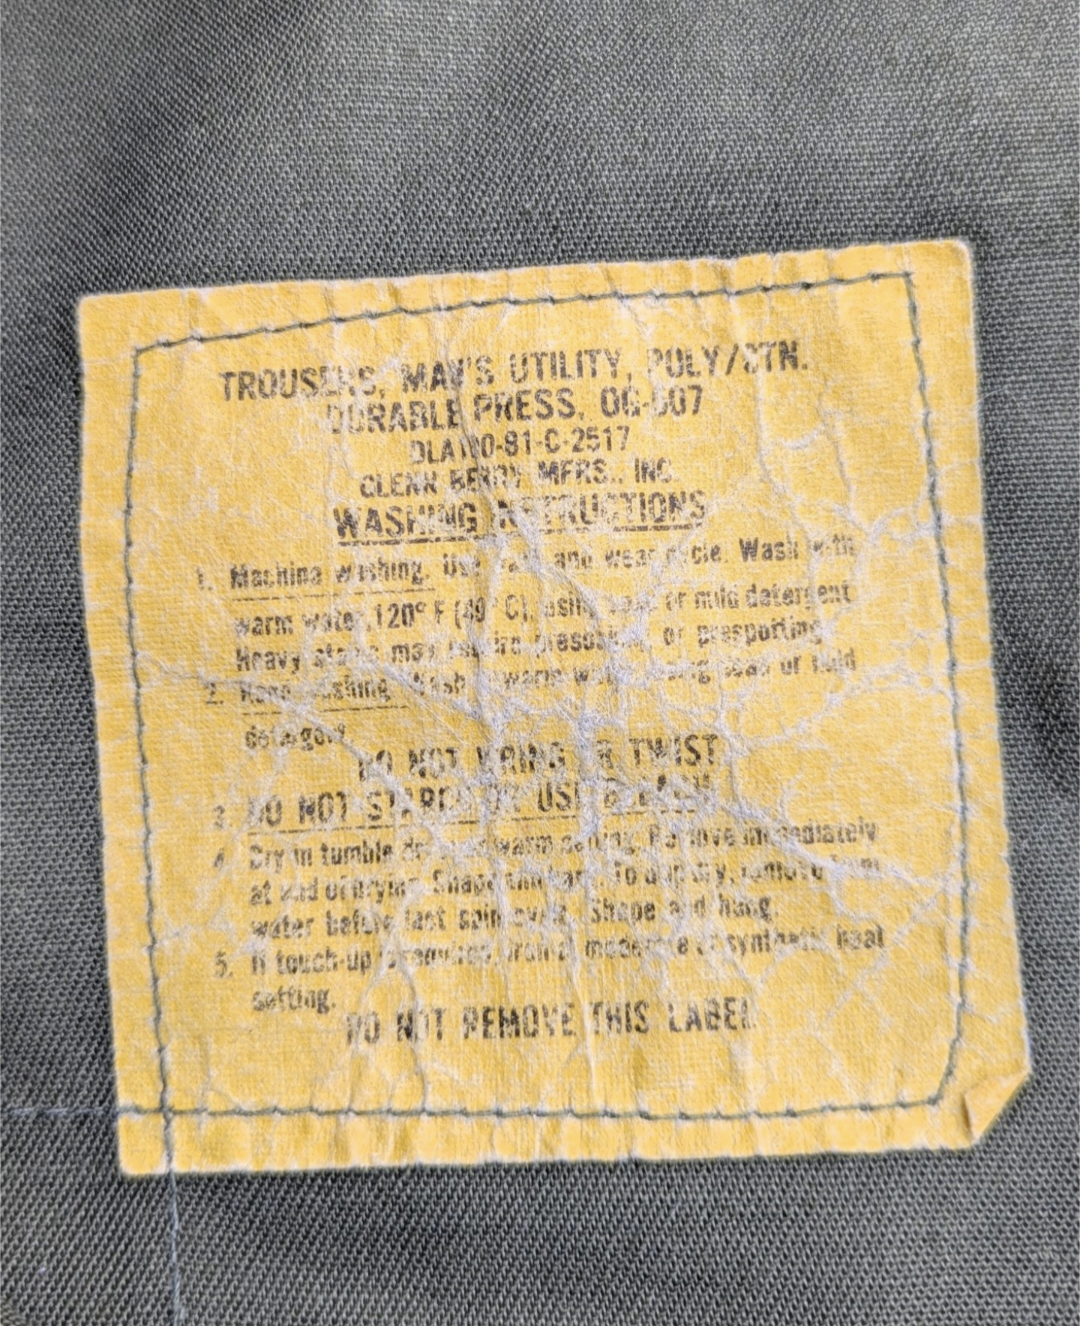 TROUSERS, MAN'S UTILITY, POLY/CTN.
DURABLE PRESS, OG-507
DLA100-81-C-2517
GLENN BERRY MFRS., INC.
WASHING INSTRUCTIONS
1. Machine washing. Use wash and wear cycle. Wash with
warm water, 120° F (49° C), using soap or mild detergent
Heavy stains may require presoaking or prespotting
2. Hand washing. Wash warm water using soap or mild
detergent.
DO NOT WRING OR TWIST
3. DO NOT STARCH OR USE BLEACH
4. Dry in tumble dryer warm setting. Remove immediately
at end of drying. Shape and hang. To drip dry, remove from
water before last spin cycle. Shape and hang.
5. If touch-up is required, iron at moderate or synthetic heat
setting.
DO NOT REMOVE THIS LABEL